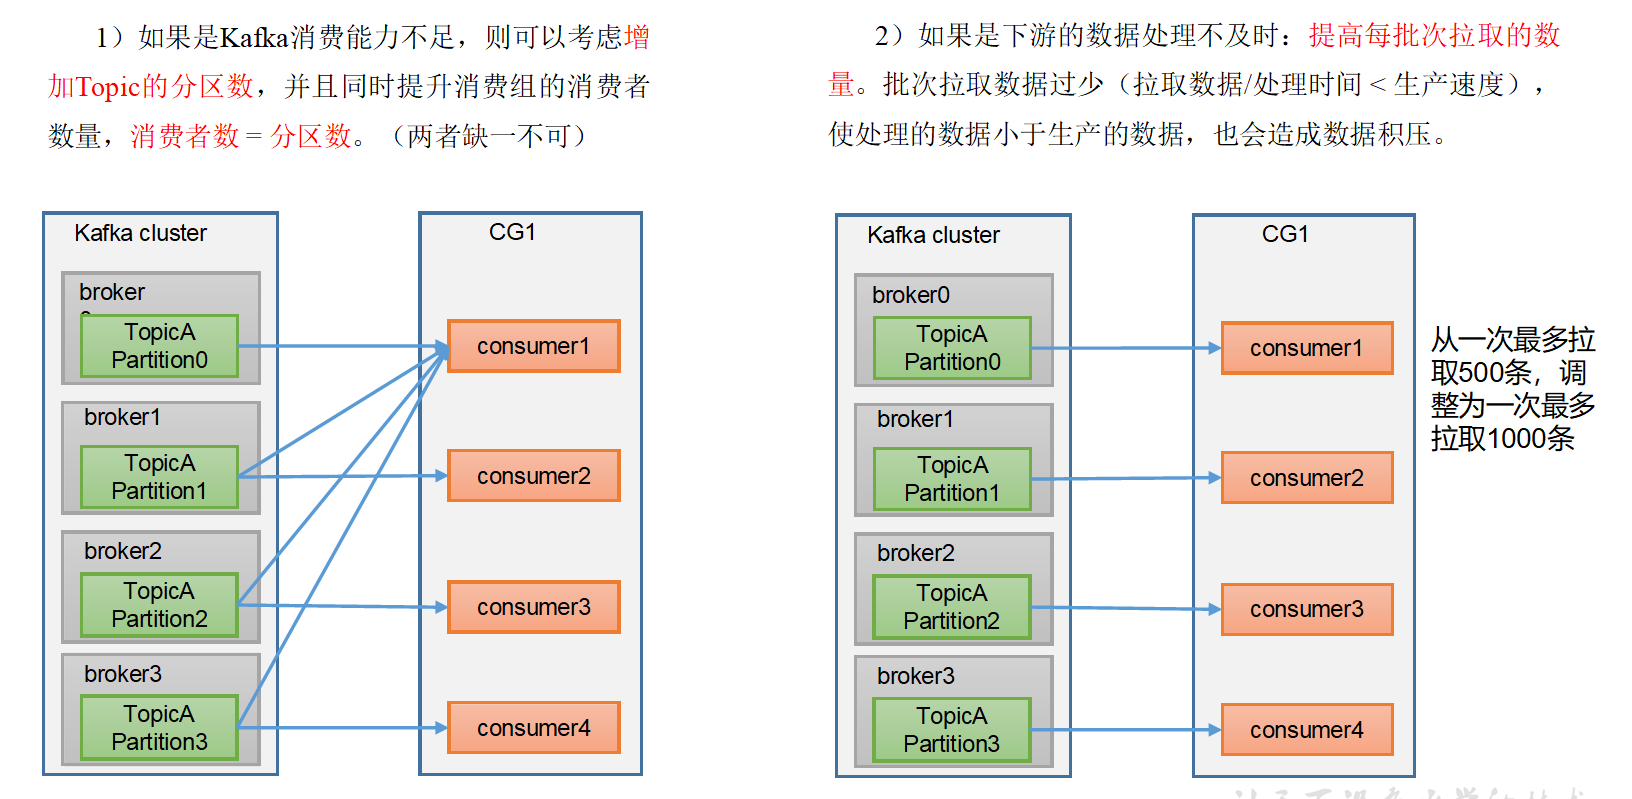 1）如果是Kafka消费能力不足，则可以考虑增
加Topic的分区数，并且同时提升消费组的消费者
数量，消费者数 = 分区数。（两者缺一不可）
Kafka cluster
CG1
broker
TopicA
Partition0
consumer1
broker1
TopicA
Partition1
consumer2
broker2
TopicA
Partition2
consumer3
broker3
TopicA
Partition3
consumer4
2）如果是下游的数据处理不及时：提高每批次拉取的数
量。批次拉取数据过少（拉取数据/处理时间 < 生产速度），
使处理的数据小于生产的数据，也会造成数据积压。
Kafka cluster
CG1
broker0
TopicA
Partition0
consumer1
broker1
TopicA
Partition1
consumer2
broker2
TopicA
Partition2
consumer3
broker3
TopicA
Partition3
consumer4
从一次最多拉
取500条，调
整为一次最多
拉取1000条